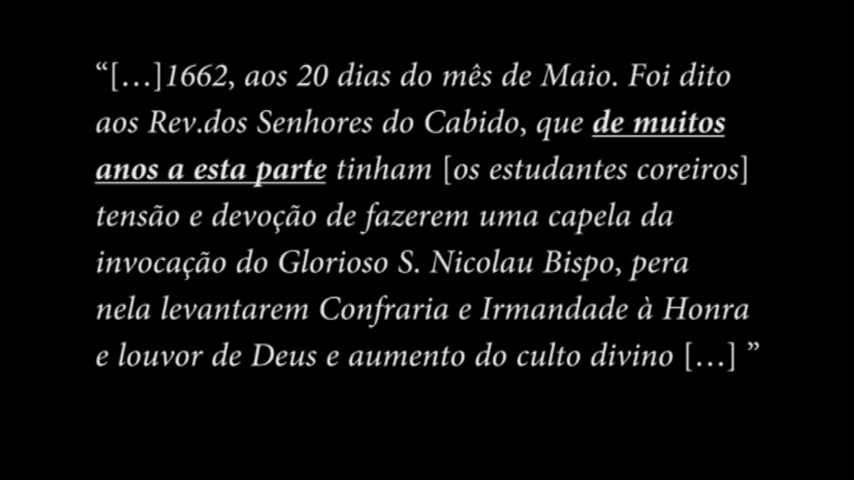 “[…]1662, aos 20 dias do mês de Maio. Foi dito
aos Rev.dos Senhores do Cabido, que de muitos
anos a esta parte tinham [os estudantes coreiros]
tensão e devoção de fazerem uma capela da
invocação do Glorioso S. Nicolau Bispo, pera
nela levantarem Confraria e Irmandade à Honra
e louvor de Deus e aumento do culto divino […] ”